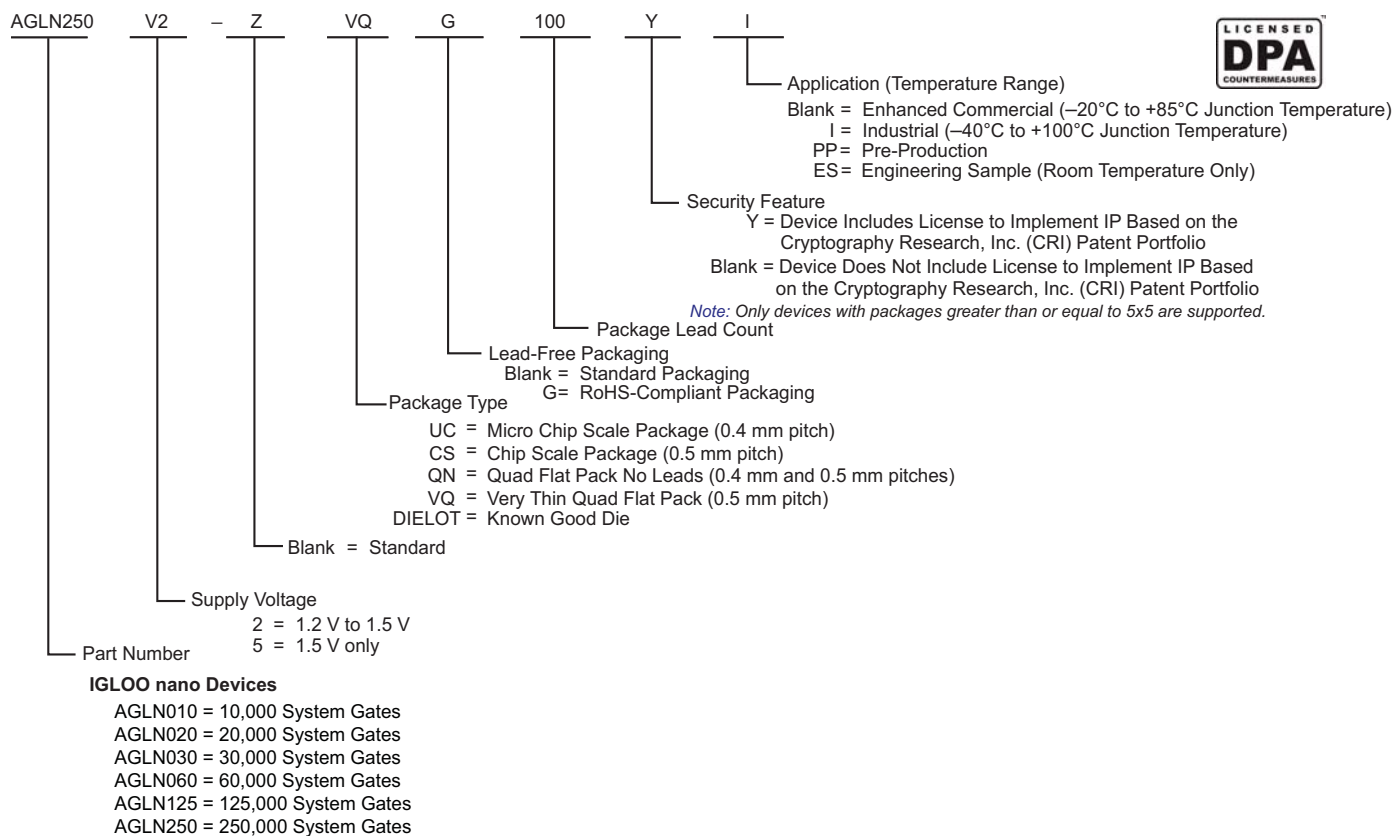 AGLN250 V2 – Z VQ G 100 Y I
LICENSED
DPA
COUNTERMEASURES
™
Application (Temperature Range)
Blank = Enhanced Commercial (–20°C to +85°C Junction Temperature)
I = Industrial (–40°C to +100°C Junction Temperature)
PP= Pre-Production
ES= Engineering Sample (Room Temperature Only)
Security Feature
Y = Device Includes License to Implement IP Based on the
Cryptography Research, Inc. (CRI) Patent Portfolio
Blank = Device Does Not Include License to Implement IP Based
on the Cryptography Research, Inc. (CRI) Patent Portfolio
Note: Only devices with packages greater than or equal to 5x5 are supported.
Package Lead Count
Lead-Free Packaging
Blank = Standard Packaging
G= RoHS-Compliant Packaging
Package Type
UC = Micro Chip Scale Package (0.4 mm pitch)
CS = Chip Scale Package (0.5 mm pitch)
QN = Quad Flat Pack No Leads (0.4 mm and 0.5 mm pitches)
VQ = Very Thin Quad Flat Pack (0.5 mm pitch)
DIELOT = Known Good Die
Blank = Standard
Supply Voltage
2 = 1.2 V to 1.5 V
5 = 1.5 V only
Part Number
IGLOO nano Devices
AGLN010 = 10,000 System Gates
AGLN020 = 20,000 System Gates
AGLN030 = 30,000 System Gates
AGLN060 = 60,000 System Gates
AGLN125 = 125,000 System Gates
AGLN250 = 250,000 System Gates